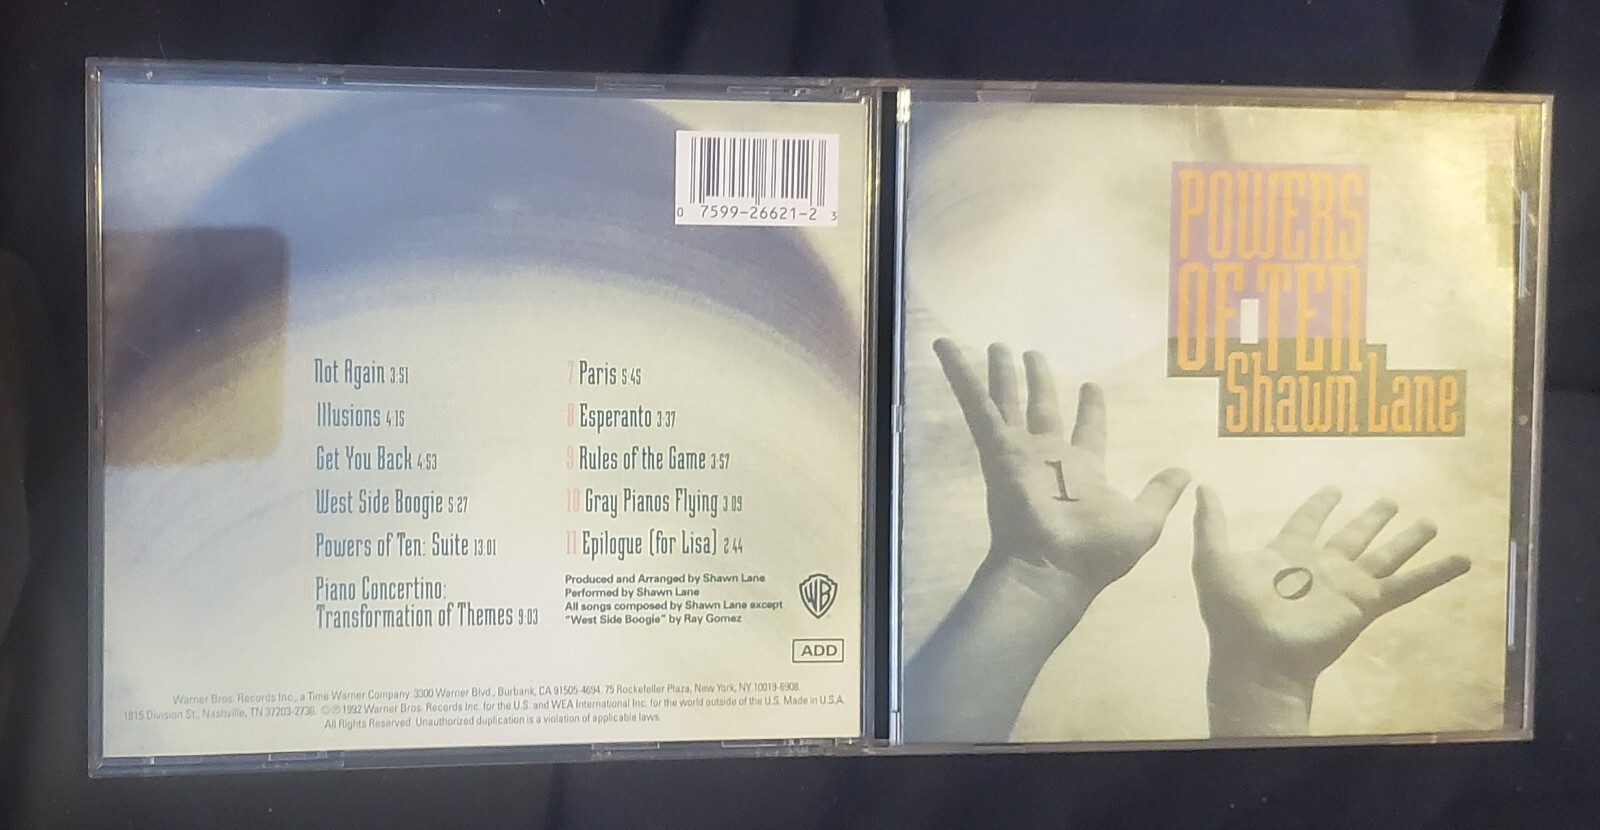 0 7599-26621-2 3
Not Again 3:51
Illusions 4:15
Get You Back 4:53
West Side Boogie 5:27
Powers of Ten: Suite 13:01
Piano Concertino:
Transformation of Themes 9:03
7 Paris 5:45
8 Esperanto 3:37
9 Rules of the Game 3:57
10 Gray Pianos Flying 3:09
11 Epilogue (for Lisa) 2:44
Produced and Arranged by Shawn Lane
Performed by Shawn Lane
All songs composed by Shawn Lane except
"West Side Boogie" by Ray Gomez
WB
ADD
Warner Bros. Records Inc., a Time Warner Company. 3300 Warner Blvd., Burbank, CA 91505-4694. 75 Rockefeller Plaza, New York, NY 10019-6908.
1815 Division St., Nashville, TN 37203-2736. ©℗1992 Warner Bros. Records Inc. for the U.S. and WEA International Inc. for the world outside of the U.S. Made in U.S.A.
All Rights Reserved. Unauthorized duplication is a violation of applicable laws.
POWERS
OF TEN
Shawn Lane
1
0